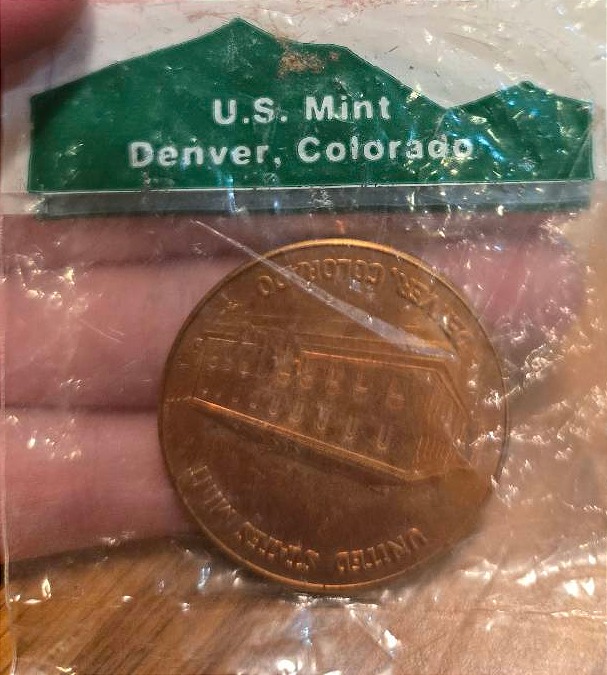 U.S. Mint
Denver, Colorado
DENVER, COLORADO
UNITED STATES MINT